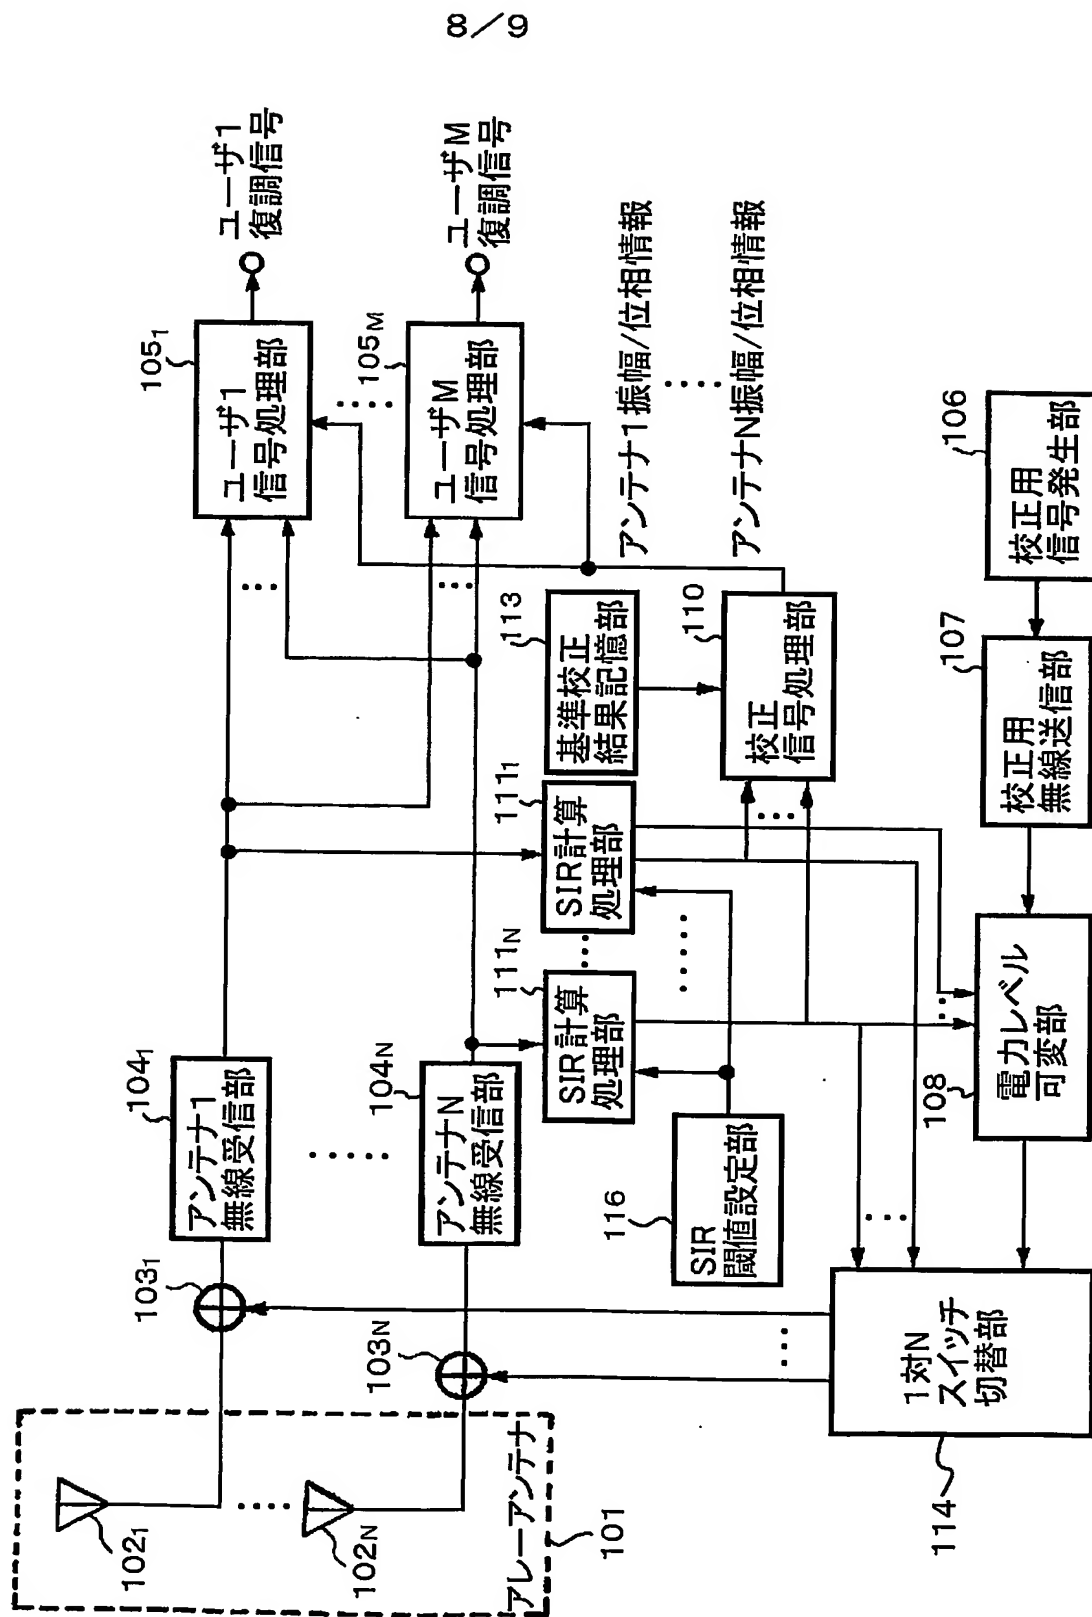 8／9
アレーアンテナ
101
102₁
102N
103₁
103N
アンテナ1
無線受信部
104₁
アンテナN
無線受信部
104N
ユーザ1
信号処理部
105₁
ユーザM
信号処理部
105M
ユーザ1
復調信号
ユーザM
復調信号
アンテナ1振幅/位相情報
アンテナN振幅/位相情報
SIR計算
処理部
111N
SIR計算
処理部
111₁
基準校正
結果記憶部
113
校正
信号処理部
110
SIR
閾値設定部
116
1対N
スイッチ
切替部
114
電力レベル
可変部
108
校正用
無線送信部
107
校正用
信号発生部
106